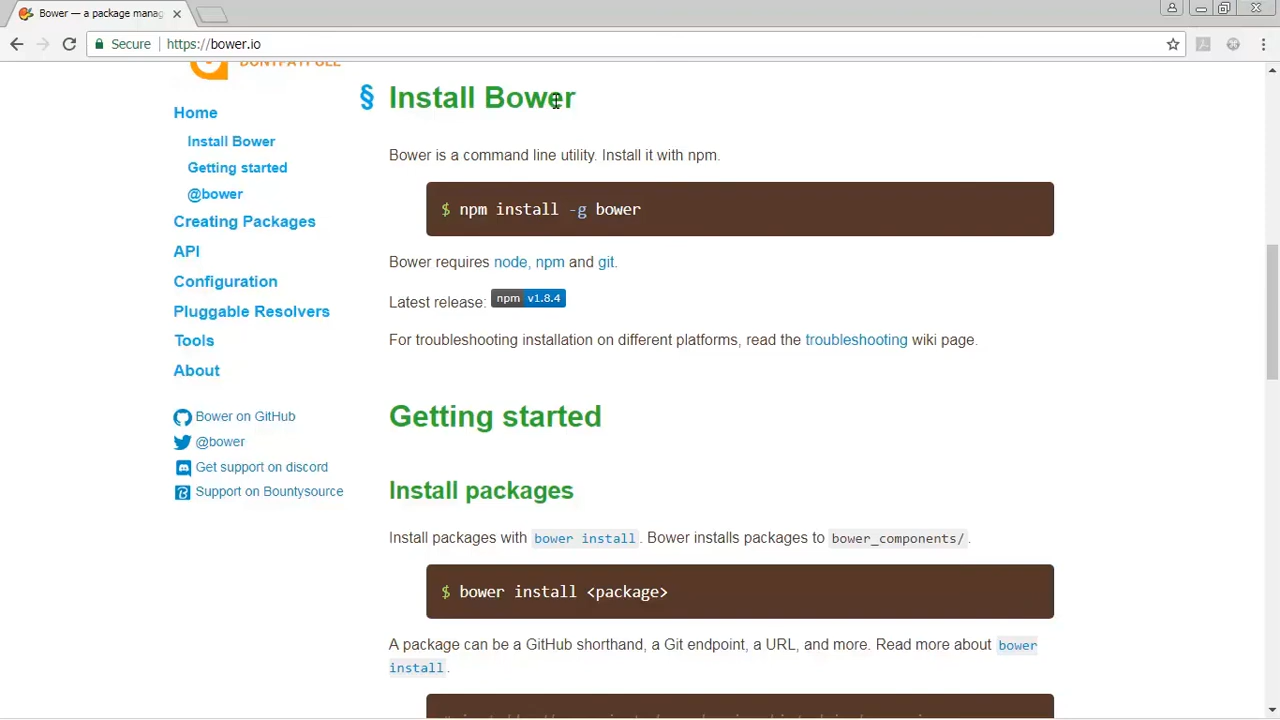 Bower — a package manag
Secure
https://bower.io
DONTPAYFULL
Home
Install Bower
Getting started
@bower
Creating Packages
API
Configuration
Pluggable Resolvers
Tools
About
Bower on GitHub
@bower
Get support on discord
Support on Bountysource
§ Install Bower
Bower is a command line utility. Install it with npm.
$ npm install -g bower
Bower requires node, npm and git.
Latest release: npm v1.8.4
For troubleshooting installation on different platforms, read the troubleshooting wiki page.
Getting started
Install packages
Install packages with bower install. Bower installs packages to bower_components/.
$ bower install <package>
A package can be a GitHub shorthand, a Git endpoint, a URL, and more. Read more about bower
install.